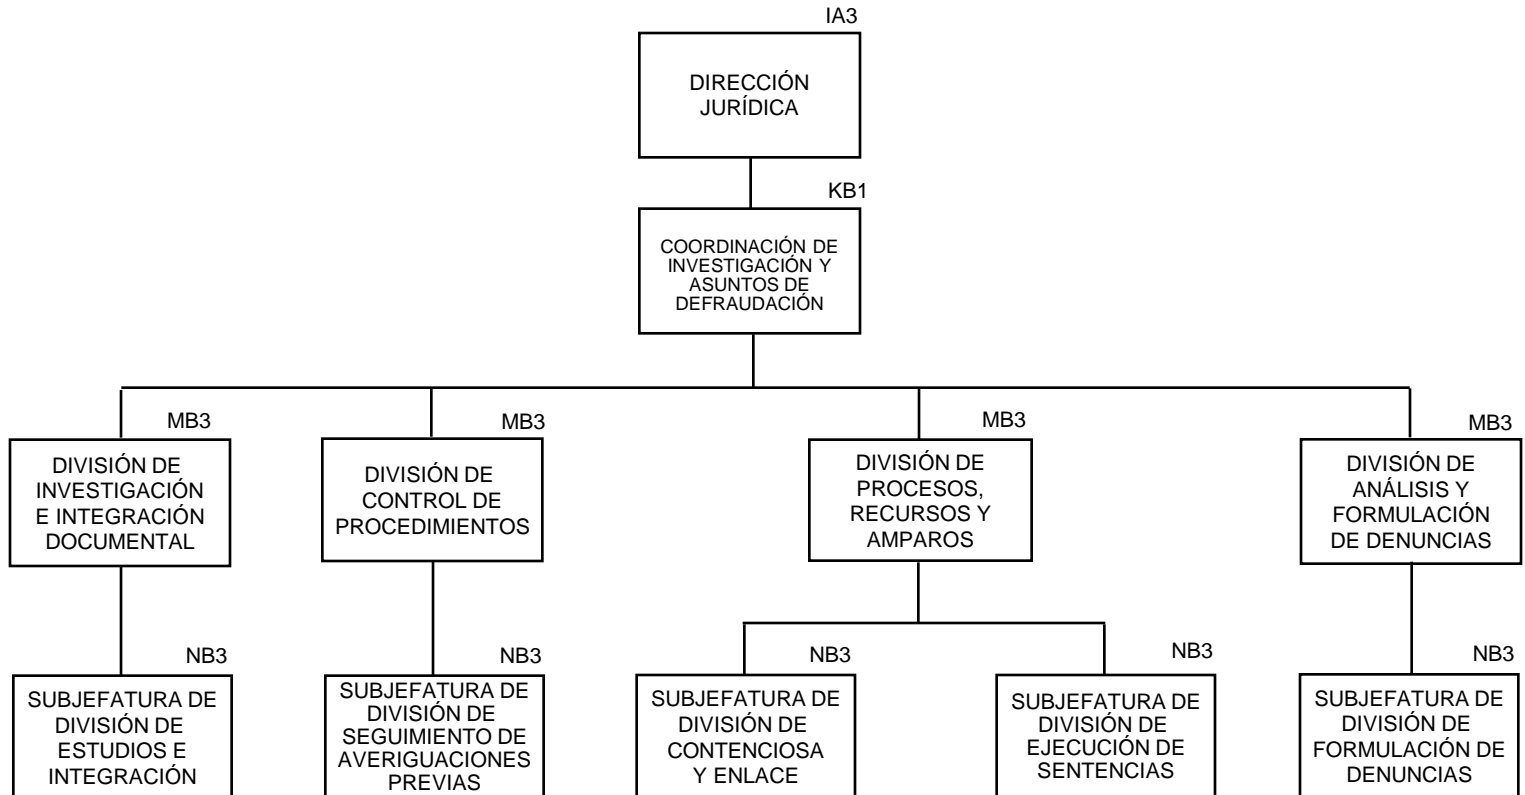 IA3
DIRECCIÓN
JURÍDICA
KB1
COORDINACIÓN DE
INVESTIGACIÓN Y
ASUNTOS DE
DEFRAUDACIÓN
MB3
DIVISIÓN DE
INVESTIGACIÓN
E INTEGRACIÓN
DOCUMENTAL
MB3
DIVISIÓN DE
CONTROL DE
PROCEDIMIENTOS
MB3
DIVISIÓN DE
PROCESOS,
RECURSOS Y
AMPAROS
MB3
DIVISIÓN DE
ANÁLISIS Y
FORMULACIÓN
DE DENUNCIAS
NB3
SUBJEFATURA DE
DIVISIÓN DE
ESTUDIOS E
INTEGRACIÓN
NB3
SUBJEFATURA DE
DIVISIÓN DE
SEGUIMIENTO DE
AVERIGUACIONES
PREVIAS
NB3
SUBJEFATURA DE
DIVISIÓN DE
CONTENCIOSA
Y ENLACE
NB3
SUBJEFATURA DE
DIVISIÓN DE
EJECUCIÓN DE
SENTENCIAS
NB3
SUBJEFATURA DE
DIVISIÓN DE
FORMULACIÓN DE
DENUNCIAS